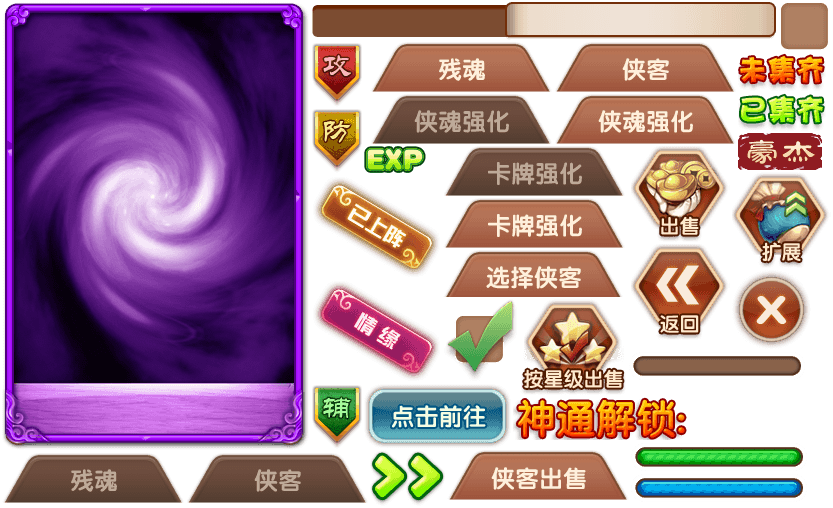 攻
残魂
侠客
未集齐
已集齐
防
侠魂强化
侠魂强化
豪杰
EXP
卡牌强化
出售
扩展
已上阵
卡牌强化
选择侠客
返回
情缘
按星级出售
辅
点击前往
神通解锁:
残魂
侠客
侠客出售